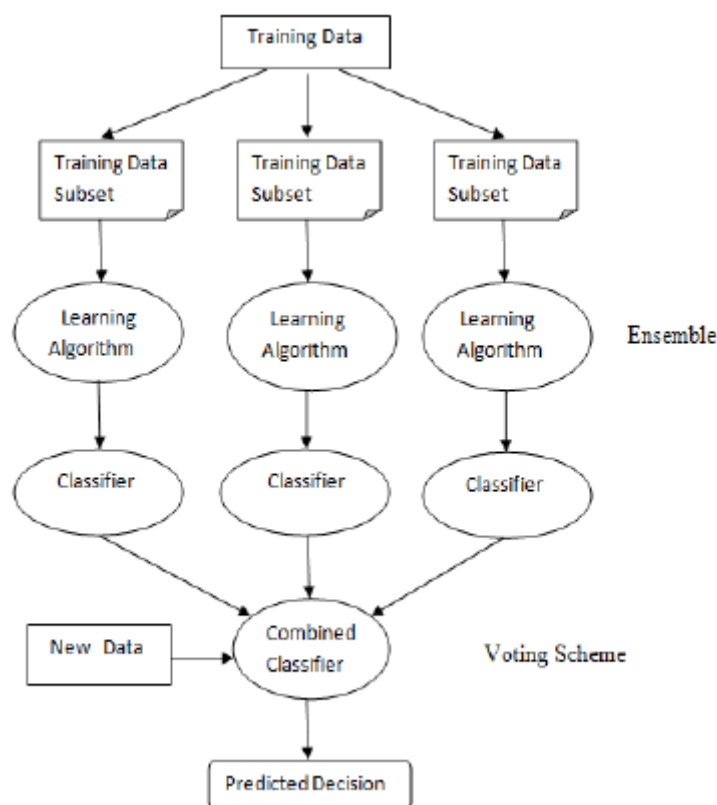 Training Data
Training Data
Subset
Training Data
Subset
Training Data
Subset
Learning
Algorithm
Learning
Algorithm
Learning
Algorithm
Ensemble
Classifier
Classifier
Classifier
New Data
Combined
Classifier
Voting Scheme
Predicted Decision